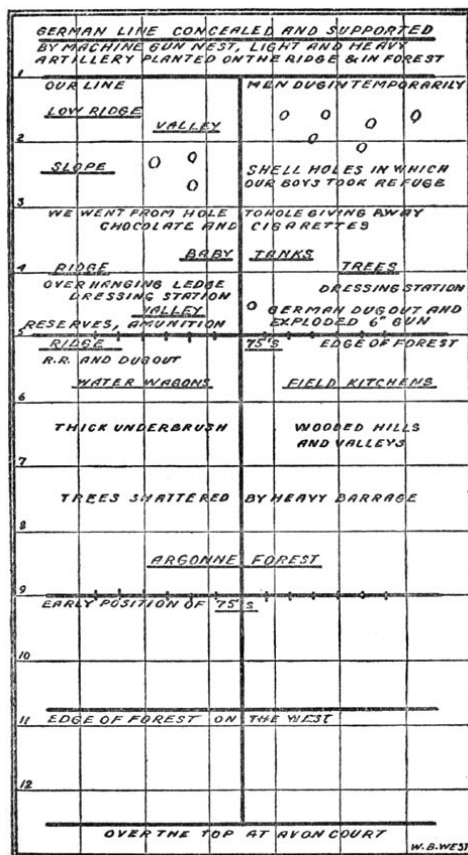 GERMAN LINE CONCEALED AND SUPPORTED
BY MACHINE GUN NEST, LIGHT AND HEAVY
ARTILLERY PLANTED ON THE RIDGE & IN FOREST
1
OUR LINE MEN DUG IN TEMPORARILY
LOW RIDGE
VALLEY
2
SLOPE SHELL HOLES IN WHICH
OUR BOYS TOOK REFUGE
3
WE WENT FROM HOLE TO HOLE GIVING AWAY
CHOCOLATE AND CIGARETTES
BABY TANKS
4
RIDGE TREES
OVERHANGING LEDGE DRESSING STATION
DRESSING STATION
VALLEY GERMAN DUGOUT AND
RESERVES, AMUNITION EXPLODED 6" GUN
5
RIDGE 75'S EDGE OF FOREST
R.R. AND DUGOUT
WATER WAGONS FIELD KITCHENS
6
THICK UNDERBRUSH WOODED HILLS
AND VALLEYS
7
TREES SHATTERED BY HEAVY BARRAGE
8
ARGONNE FOREST
9
EARLY POSITION OF 75'S
10
11
EDGE OF FOREST ON THE WEST
12
OVER THE TOP AT AVON COURT
W.B. WEST